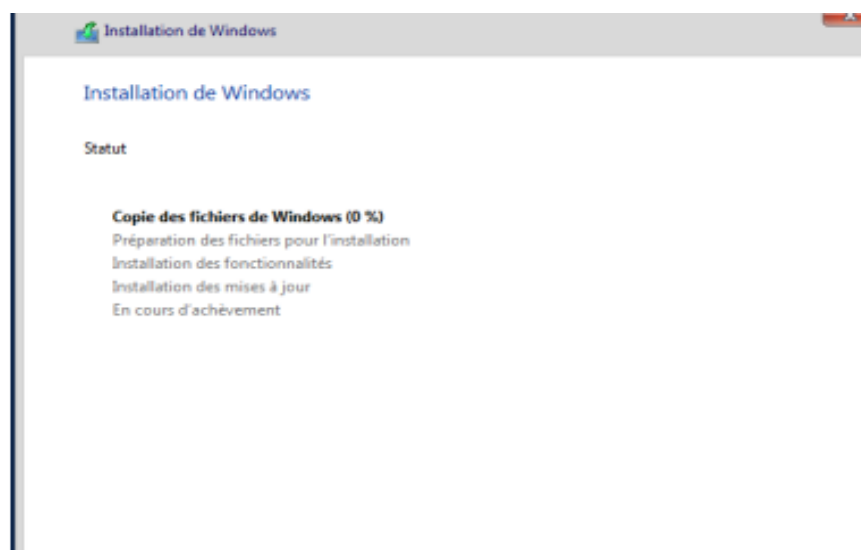 Installation de Windows
Installation de Windows
Statut
Copie des fichiers de Windows (0 %)
Préparation des fichiers pour l'installation
Installation des fonctionnalités
Installation des mises à jour
En cours d'achèvement